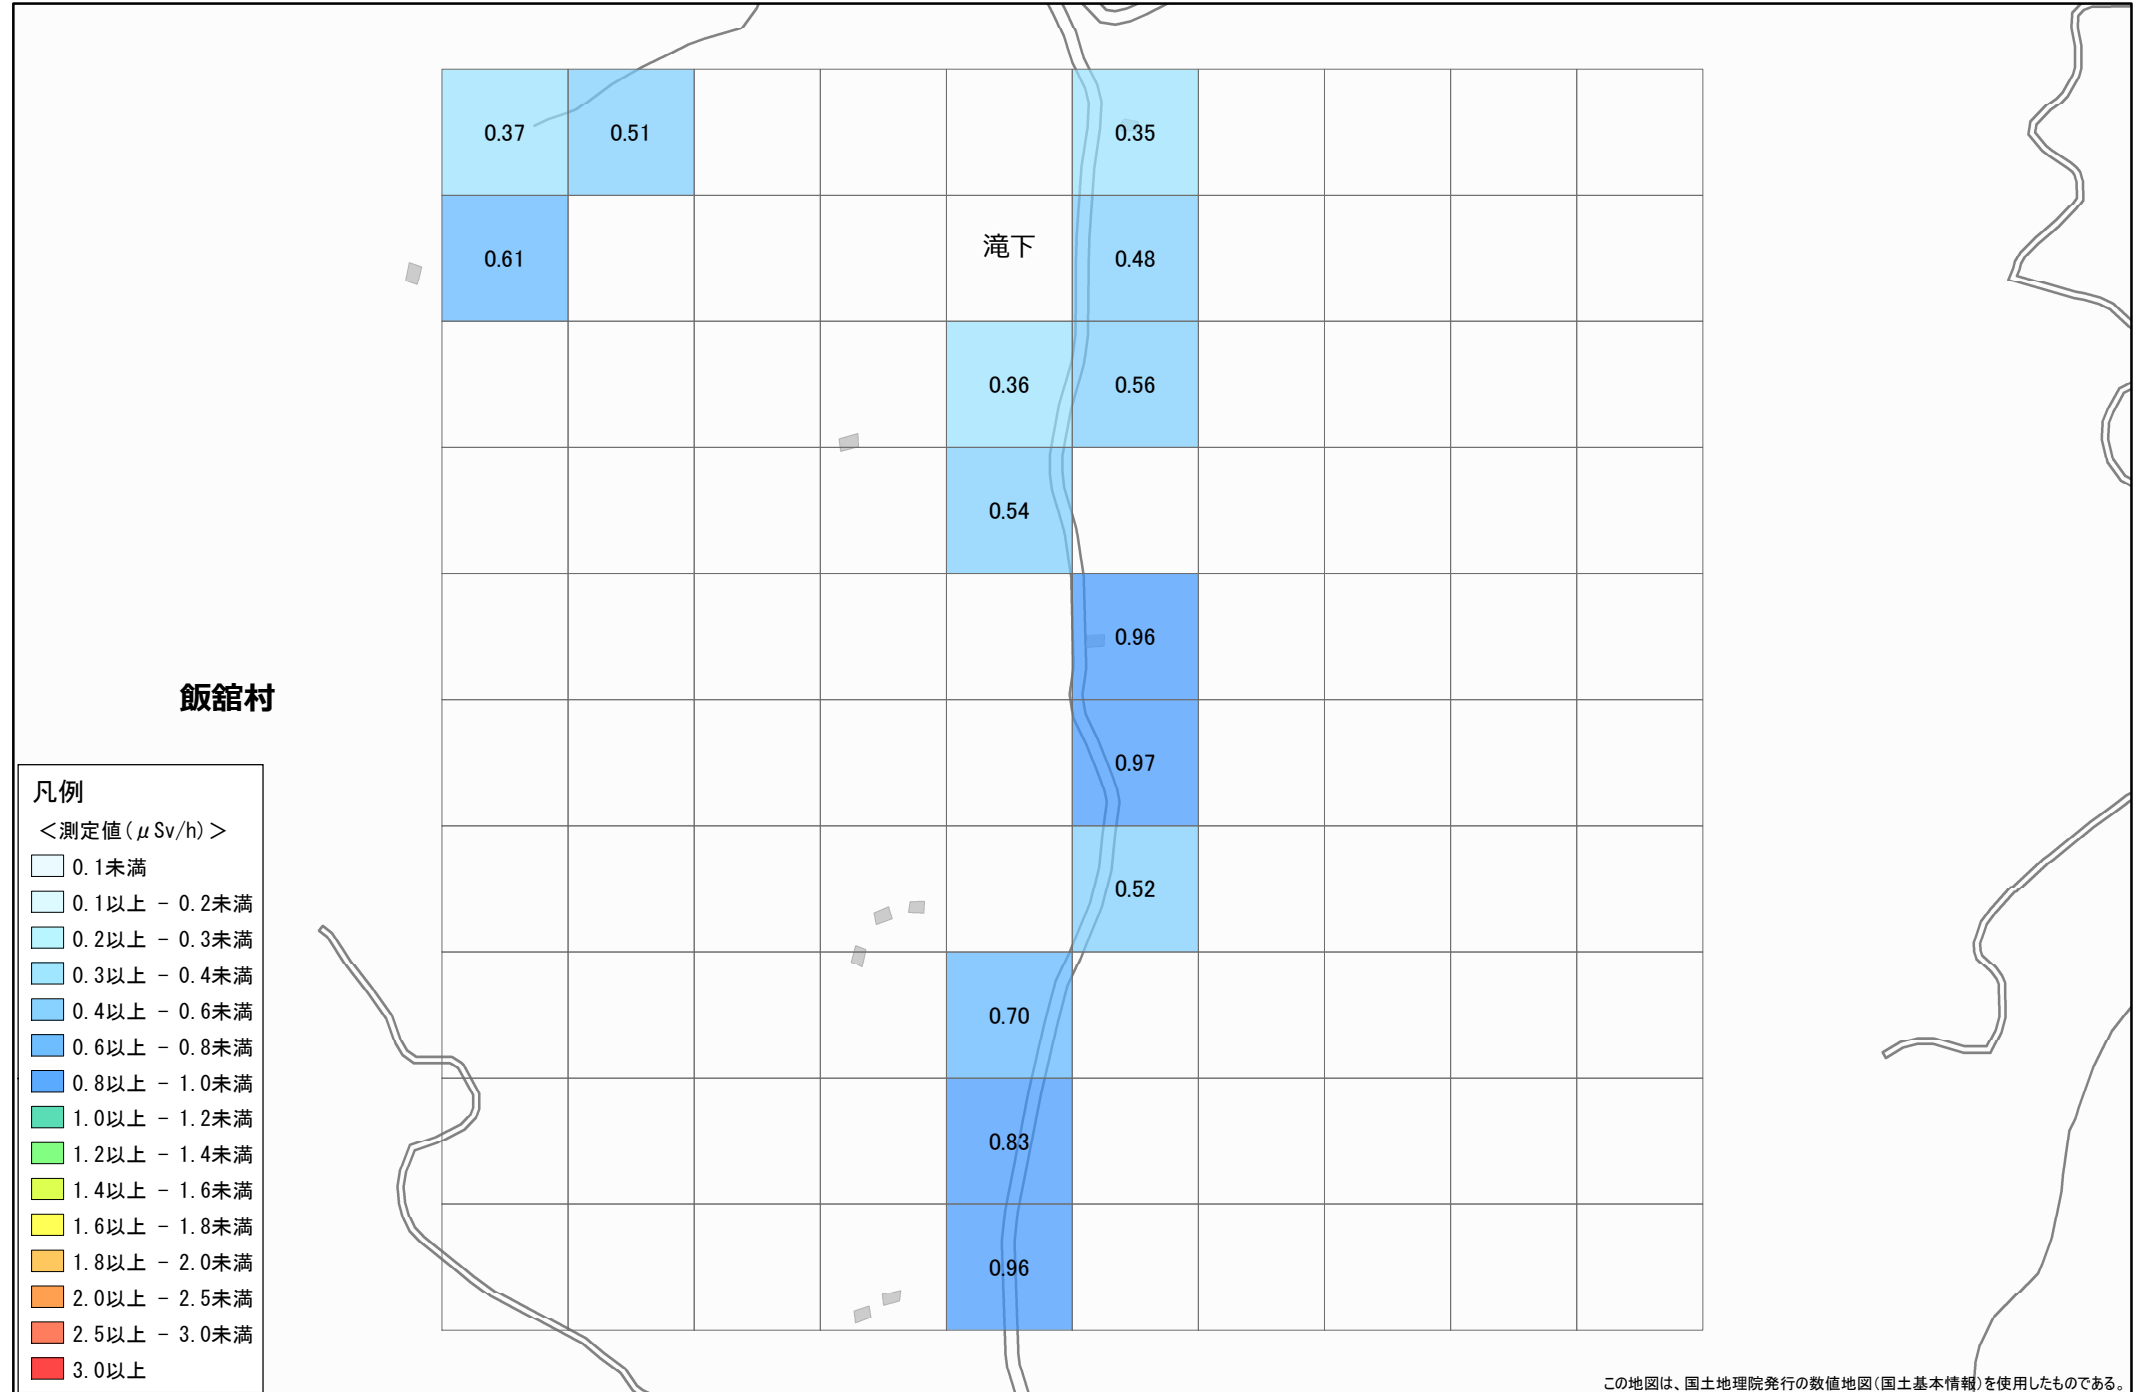 0.37 0.51 0.35
0.61 滝下 0.48
0.36 0.56
0.54
0.96
飯舘村
0.97
0.52
0.70
0.83
0.96
凡例
＜測定値(μSv/h)＞
0.1未満
0.1以上 - 0.2未満
0.2以上 - 0.3未満
0.3以上 - 0.4未満
0.4以上 - 0.6未満
0.6以上 - 0.8未満
0.8以上 - 1.0未満
1.0以上 - 1.2未満
1.2以上 - 1.4未満
1.4以上 - 1.6未満
1.6以上 - 1.8未満
1.8以上 - 2.0未満
2.0以上 - 2.5未満
2.5以上 - 3.0未満
3.0以上
この地図は、国土地理院発行の数値地図(国土基本情報)を使用したものである。